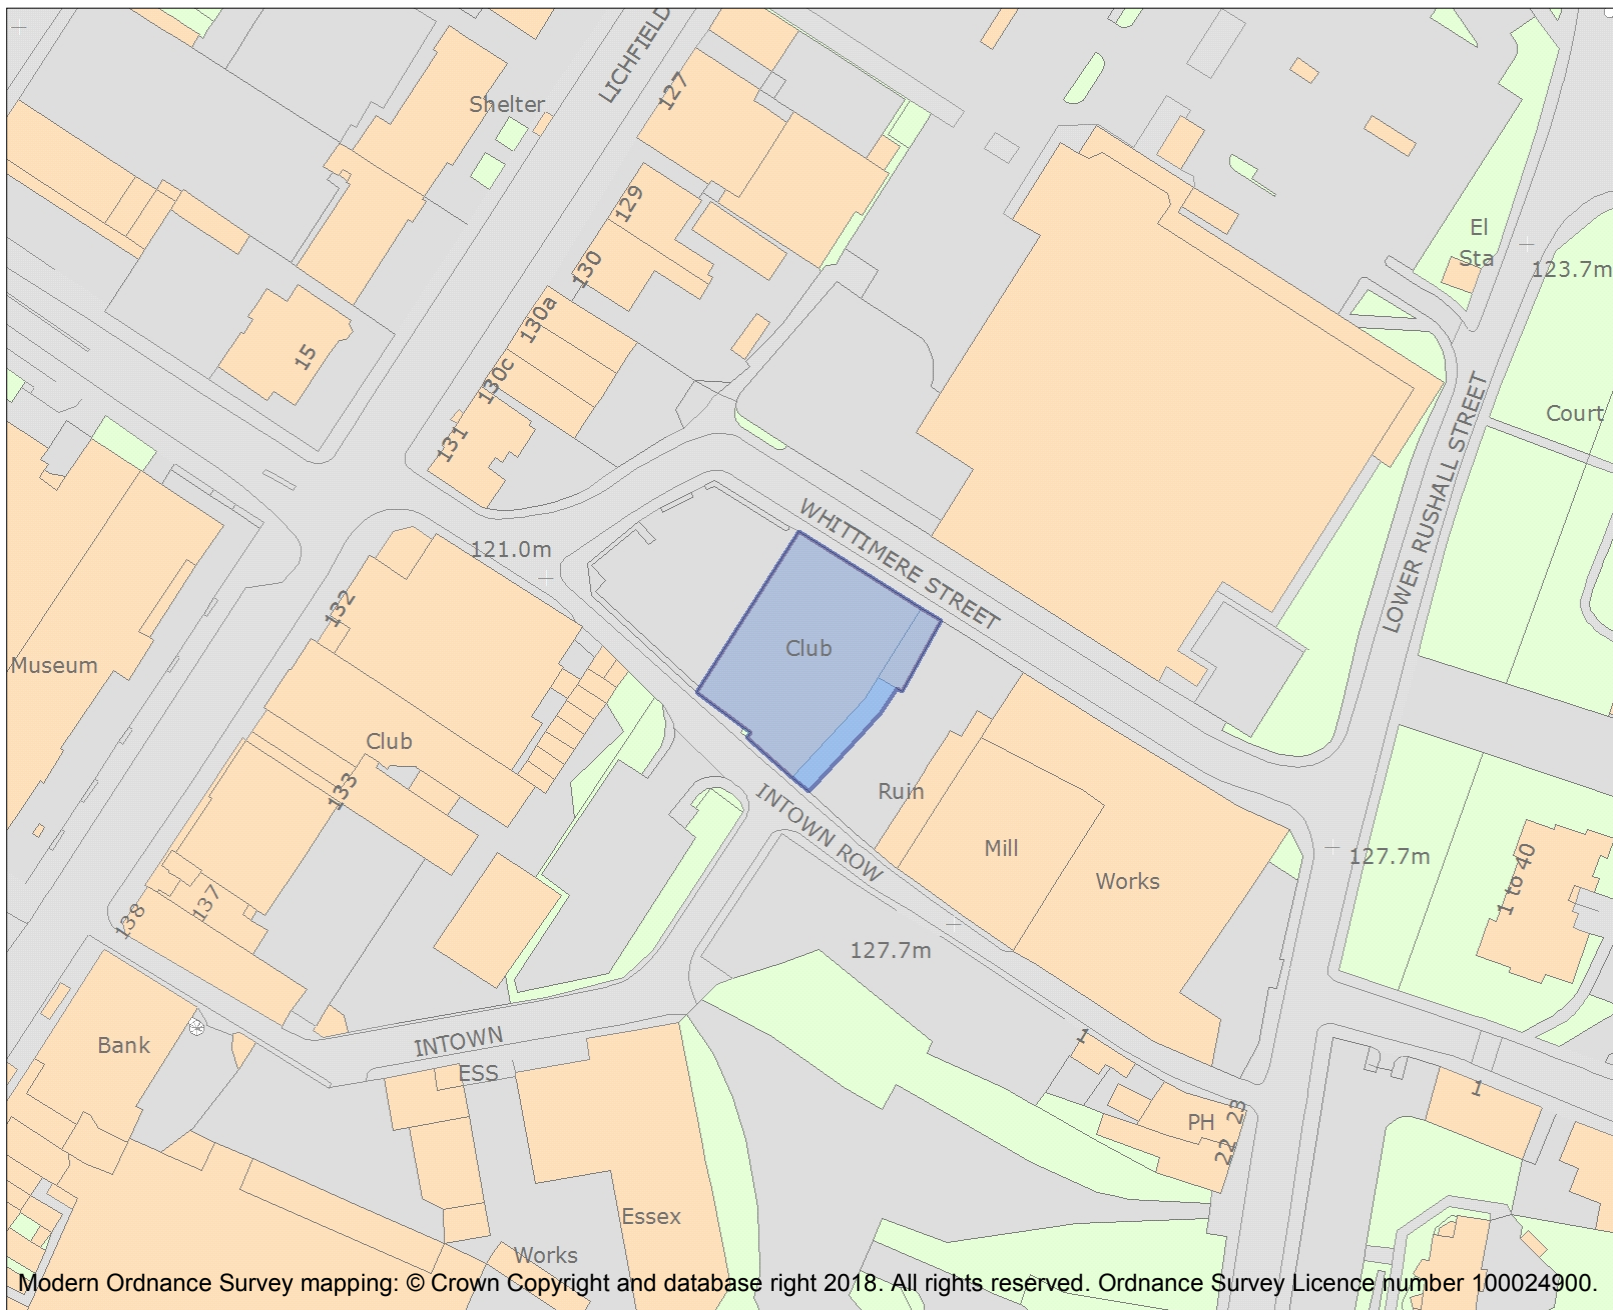 LICHFIELD
127
Shelter
129
130
130a
130c
131
15
El
Sta
123.7m
Court
LOWER RUSHALL STREET
WHITTIMERE STREET
121.0m
132
Museum
Club
Club
133
137
138
INTOWN ROW
Ruin
Mill
Works
127.7m
1 to 40
127.7m
Bank
INTOWN
ESS
1
PH
22 23
1
Essex
Works
Modern Ordnance Survey mapping: © Crown Copyright and database right 2018. All rights reserved. Ordnance Survey Licence number 100024900.